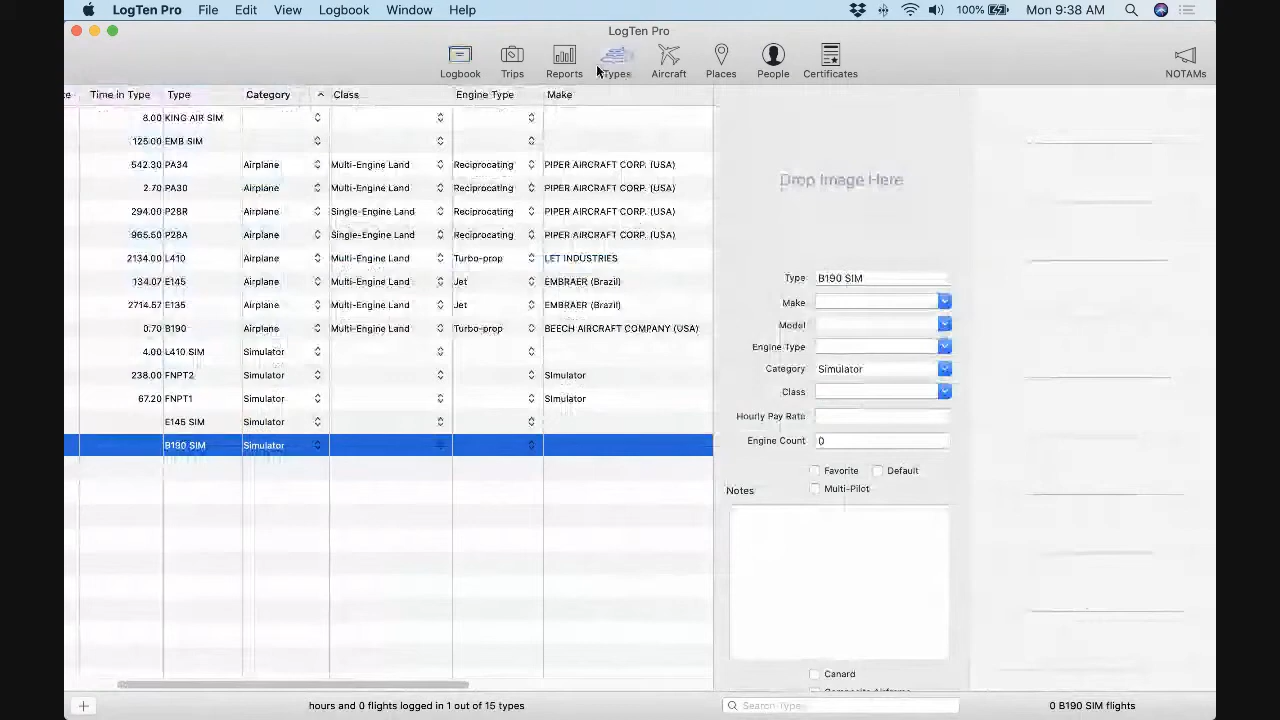 LogTen Pro File Edit View Logbook Window Help 100% Mon 9:38 AM
LogTen Pro
Logbook Trips Reports Types Aircraft Places People Certificates NOTAMs
Time in Type Type Category Class Engine Type Make
8.00 KING AIR SIM
125.00 EMB SIM
542.30 PA34 Airplane Multi-Engine Land Reciprocating PIPER AIRCRAFT CORP. (USA)
2.70 PA30 Airplane Multi-Engine Land Reciprocating PIPER AIRCRAFT CORP. (USA)
294.00 P28R Airplane Single-Engine Land Reciprocating PIPER AIRCRAFT CORP. (USA)
965.50 P28A Airplane Single-Engine Land Reciprocating PIPER AIRCRAFT CORP. (USA)
2134.00 L410 Airplane Multi-Engine Land Turbo-prop LET INDUSTRIES
134.07 E145 Airplane Multi-Engine Land Jet EMBRAER (Brazil)
2714.57 E135 Airplane Multi-Engine Land Jet EMBRAER (Brazil)
0.70 B190 Airplane Multi-Engine Land Turbo-prop BEECH AIRCRAFT COMPANY (USA)
4.00 L410 SIM Simulator
238.00 FNPT2 Simulator SImulator
67.20 FNPT1 Simulator SImulator
E145 SIM Simulator
B190 SIM Simulator
Drop Image Here
Type B190 SIM
Make
Model
Engine Type
Category Simulator
Class
Hourly Pay Rate
Engine Count 0
Favorite Default
Multi-Pilot
Notes
Canard
hours and 0 flights logged in 1 out of 15 types
Search Type
0 B190 SIM flights